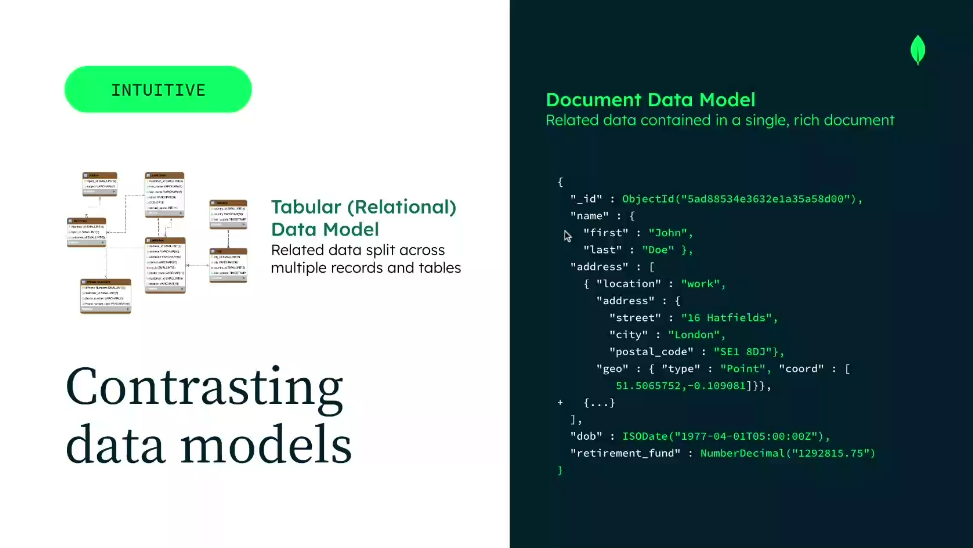 INTUITIVE
Tabular (Relational)
Data Model
Related data split across
multiple records and tables
Contrasting
data models
Document Data Model
Related data contained in a single, rich document
{
"_id" : ObjectId("5ad88534e3632e1a35a58d00"),
"name" : {
"first" : "John",
"last" : "Doe" },
"address" : [
{ "location" : "work",
"address" : {
"street" : "16 Hatfields",
"city" : "London",
"postal_code" : "SE1 8DJ"},
"geo" : { "type" : "Point", "coord" : [
51.5065752,-0.109081]}},
+ {...}
],
"dob" : ISODate("1977-04-01T05:00:00Z"),
"retirement_fund" : NumberDecimal("1292815.75")
}